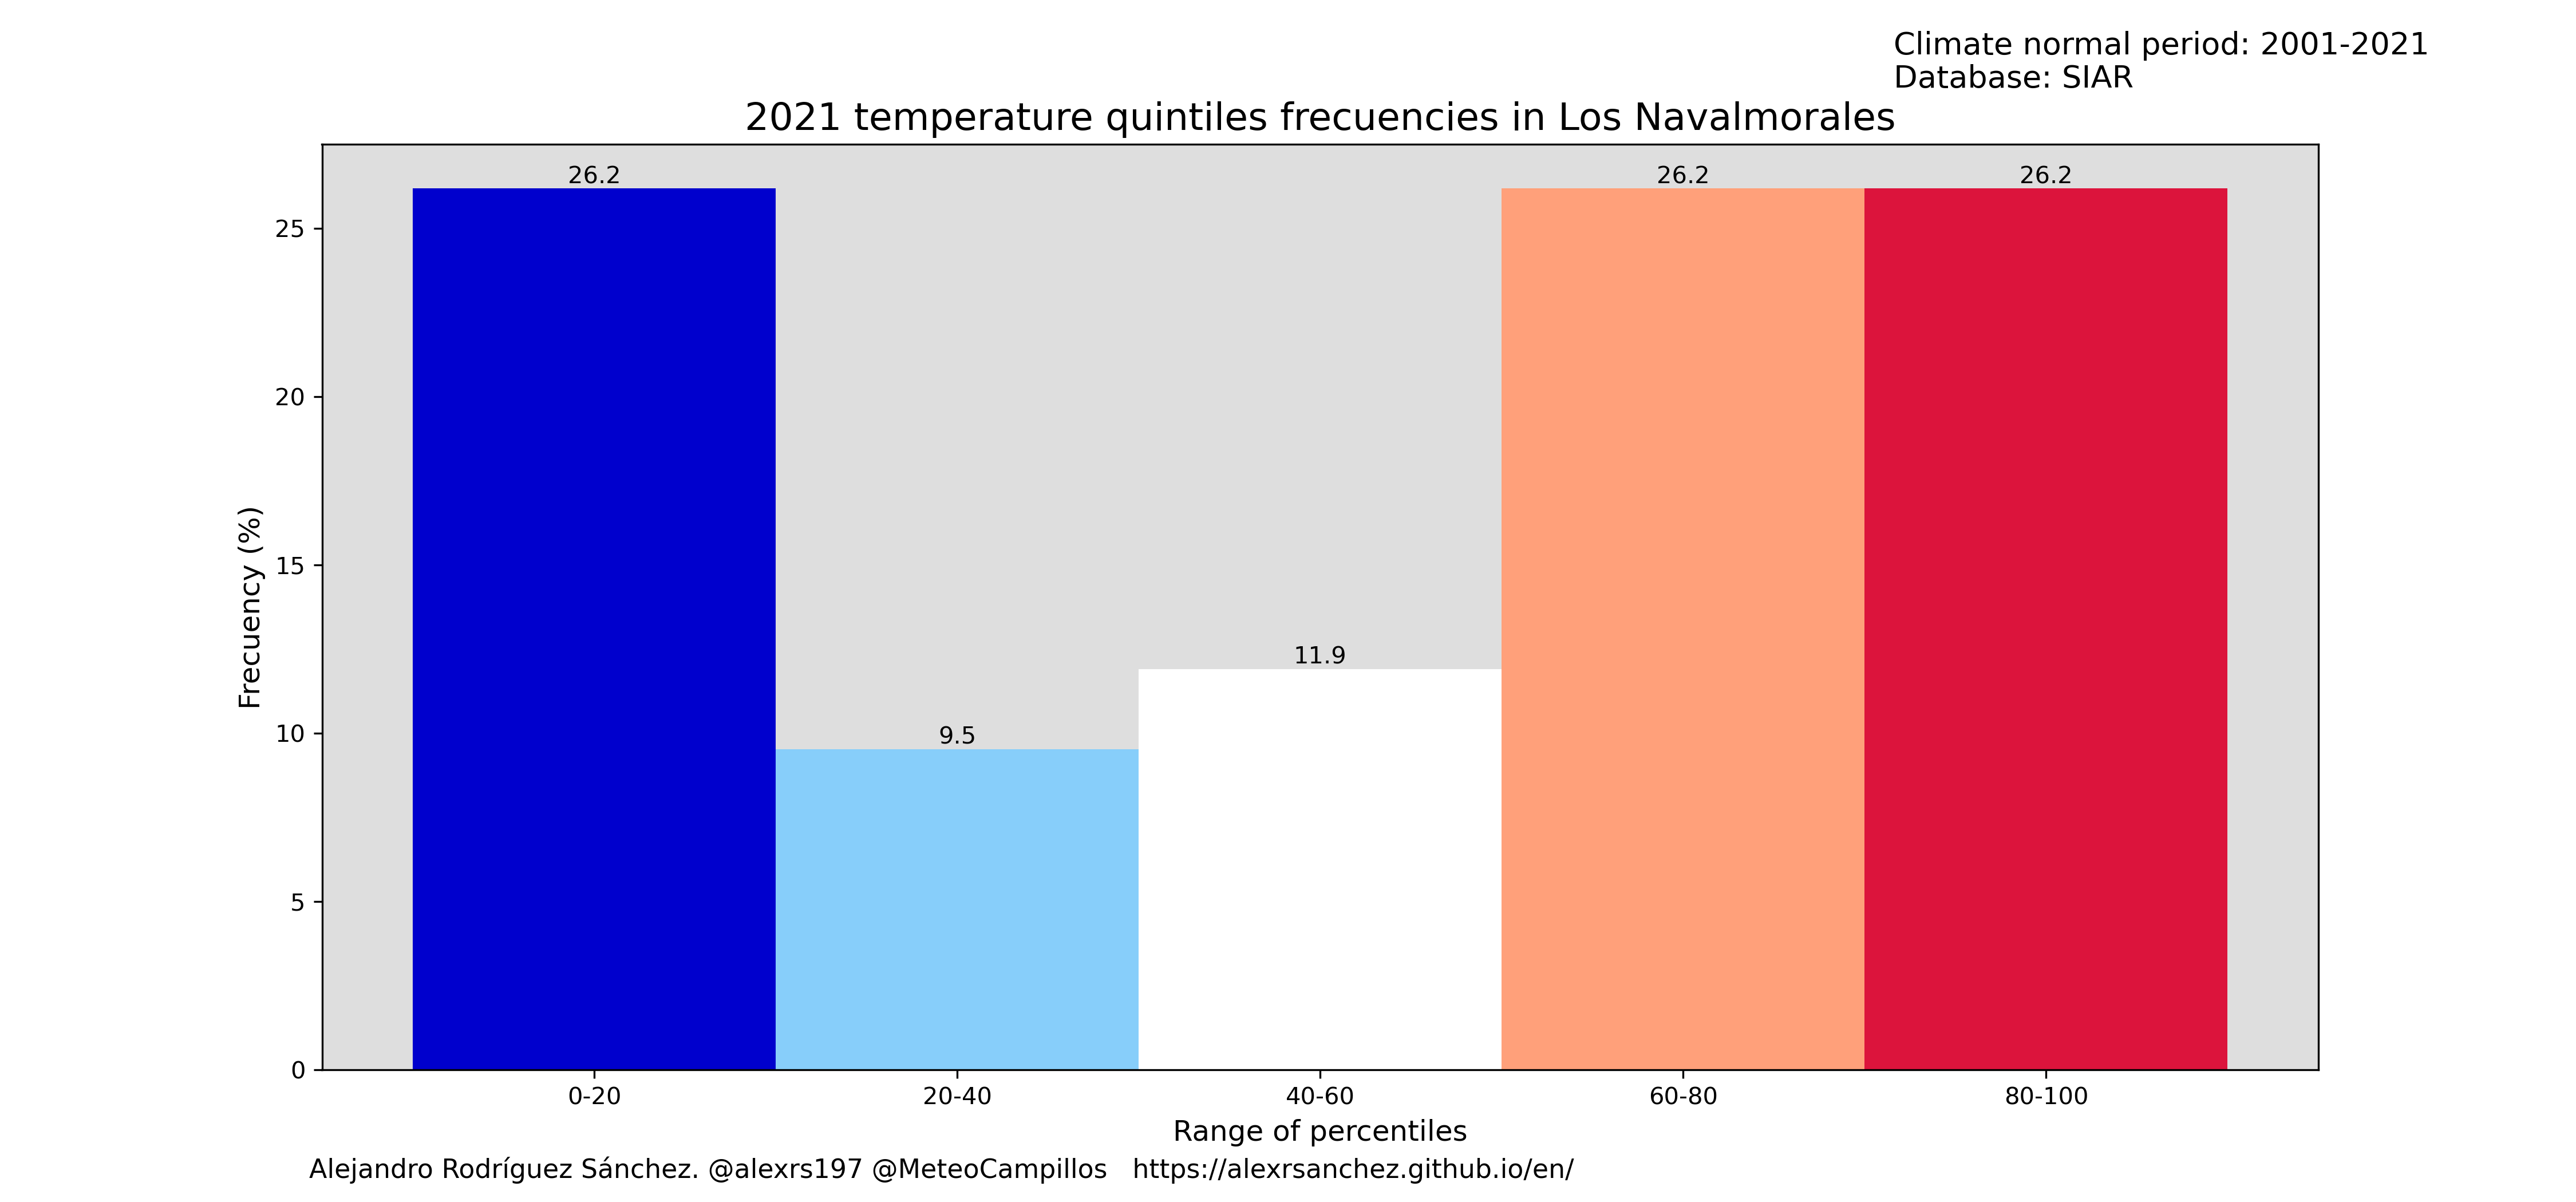 Climate normal period: 2001-2021
Database: SIAR
2021 temperature quintiles frecuencies in Los Navalmorales
26.2
26.2
26.2
25
20
15
11.9
10
9.5
5
0
Frecuency (%)
0-20
20-40
40-60
60-80
80-100
Range of percentiles
Alejandro Rodríguez Sánchez. @alexrs197 @MeteoCampillos https://alexrsanchez.github.io/en/